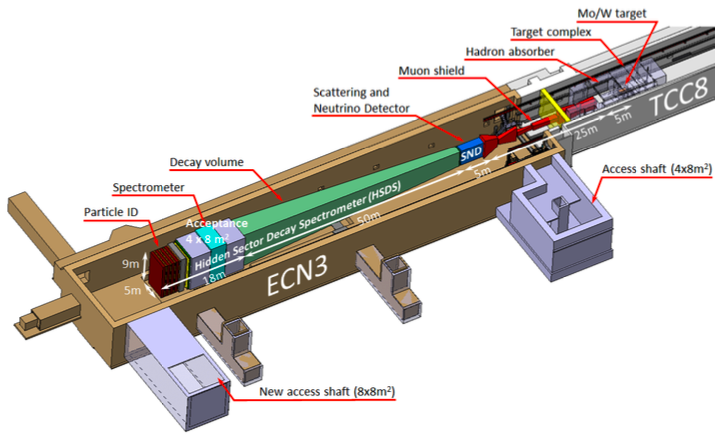 Mo/W target
Target complex
Hadron absorber
Muon shield
TCC8
Scattering and
Neutrino Detector
25m
5m
SND
5m
Access shaft (4x8m²)
Decay volume
Spectrometer
Particle ID
Acceptance
4 x 8 m²
Hidden Sector Decay Spectrometer (HSDS)
50m
9m
5m
18m
ECN3
New access shaft (8x8m²)